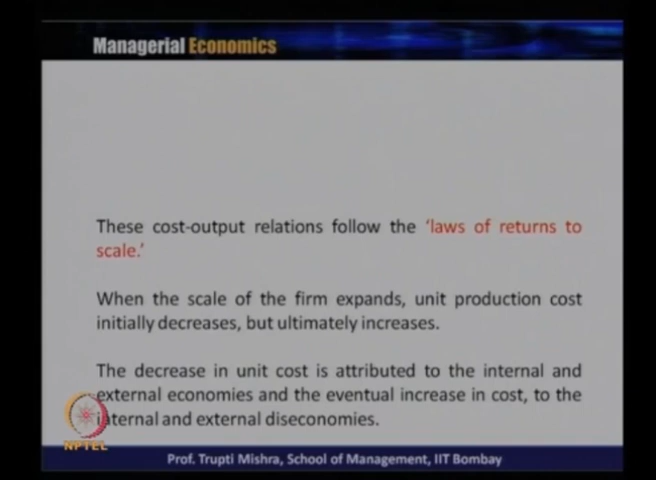 Managerial Economics
These cost-output relations follow the ‘laws of returns to
scale.’
When the scale of the firm expands, unit production cost
initially decreases, but ultimately increases.
The decrease in unit cost is attributed to the internal and
external economies and the eventual increase in cost, to the
internal and external diseconomies.
NPTEL
Prof. Trupti Mishra, School of Management, IIT Bombay